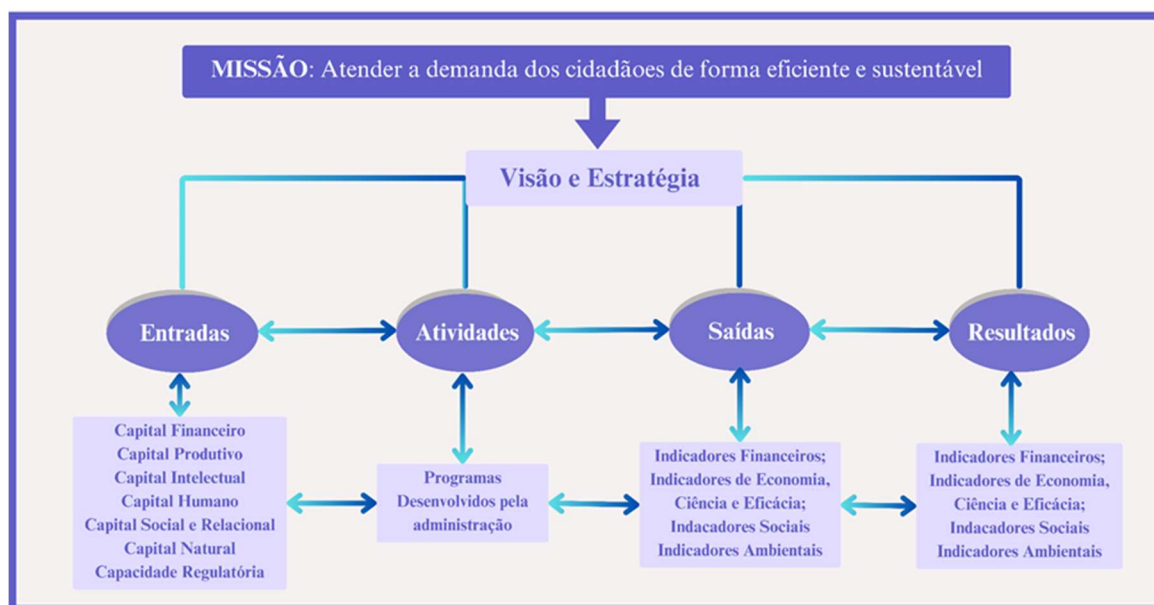 MISSÃO: Atender a demanda dos cidadãoes de forma eficiente e sustentável
Visão e Estratégia
Entradas
Atividades
Saídas
Resultados
Capital Financeiro
Capital Produtivo
Capital Intelectual
Capital Humano
Capital Social e Relacional
Capital Natural
Capacidade Regulatória
Programas
Desenvolvidos pela
administração
Indicadores Financeiros;
Indicadores de Economia,
Ciência e Eficácia;
Indacadores Sociais
Indicadores Ambientais
Indicadores Financeiros;
Indicadores de Economia,
Ciência e Eficácia;
Indacadores Sociais
Indicadores Ambientais